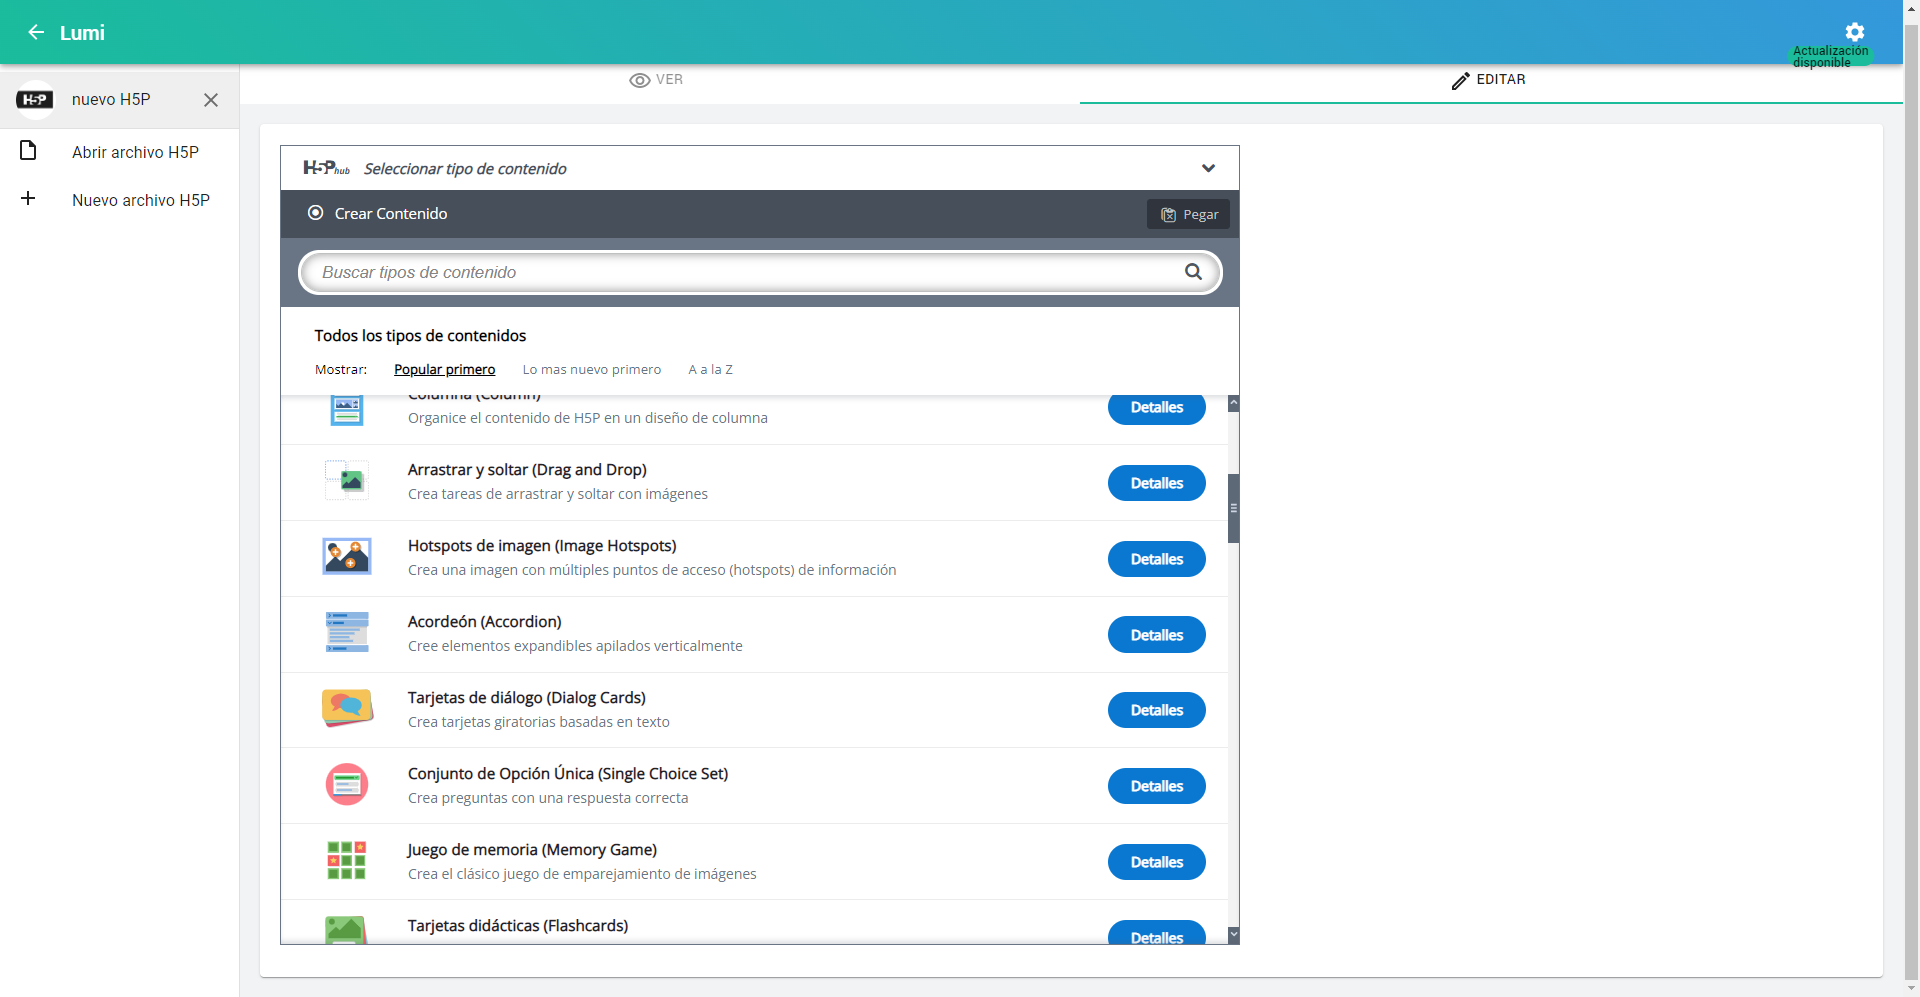 Lumi
Actualización
disponible
H5P nuevo H5P
Abrir archivo H5P
Nuevo archivo H5P
VER
EDITAR
H5P hub Seleccionar tipo de contenido
Crear Contenido
Pegar
Buscar tipos de contenido
Todos los tipos de contenidos
Mostrar: Popular primero Lo mas nuevo primero A a la Z
Columna (Column)
Organice el contenido de H5P en un diseño de columna
Detalles
Arrastrar y soltar (Drag and Drop)
Crea tareas de arrastrar y soltar con imágenes
Detalles
Hotspots de imagen (Image Hotspots)
Crea una imagen con múltiples puntos de acceso (hotspots) de información
Detalles
Acordeón (Accordion)
Cree elementos expandibles apilados verticalmente
Detalles
Tarjetas de diálogo (Dialog Cards)
Crea tarjetas giratorias basadas en texto
Detalles
Conjunto de Opción Única (Single Choice Set)
Crea preguntas con una respuesta correcta
Detalles
Juego de memoria (Memory Game)
Crea el clásico juego de emparejamiento de imágenes
Detalles
Tarjetas didácticas (Flashcards)
Detalles